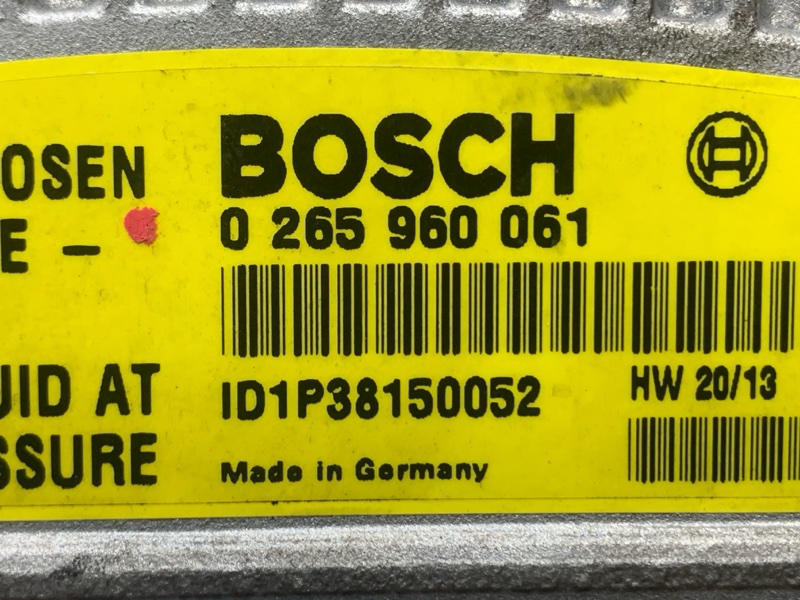 BOSCH
0 265 960 061
OSEN
E –
ID1P38150052
HW 20/13
UID AT
SSURE
Made in Germany